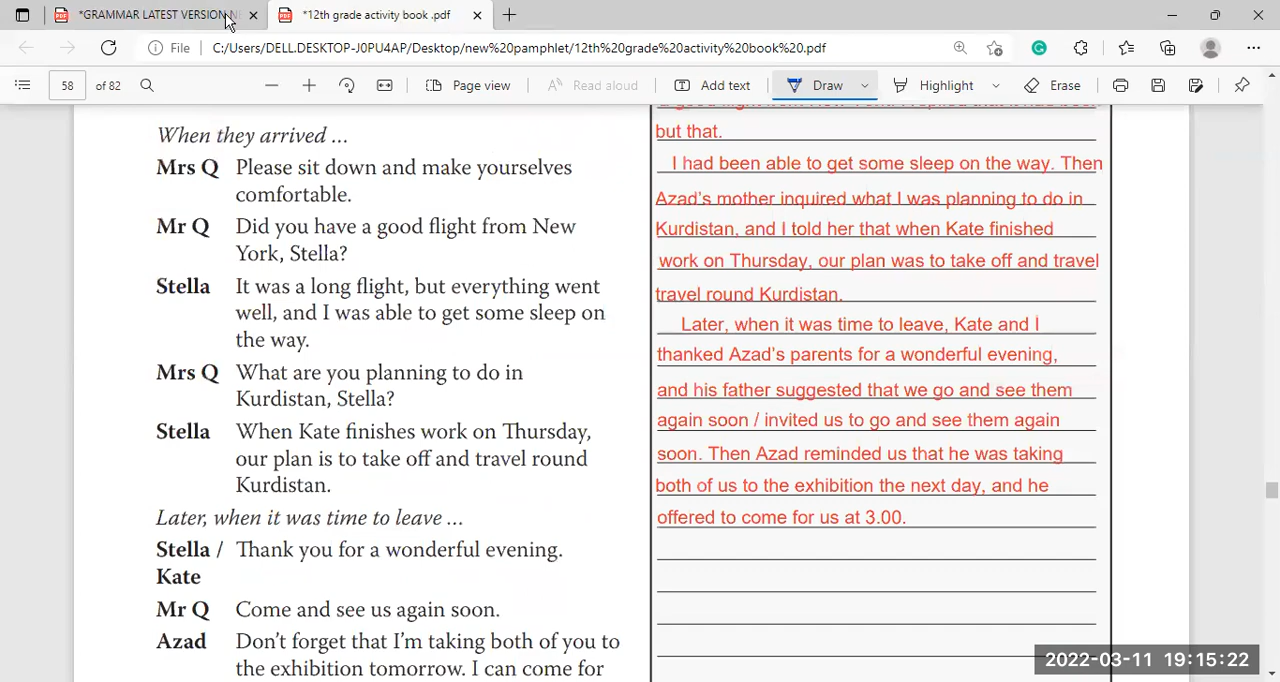 *GRAMMAR LATEST VERSION
*12th grade activity book .pdf
File
C:/Users/DELL.DESKTOP-J0PU4AP/Desktop/new%20pamphlet/12th%20grade%20activity%20book%20.pdf
58 of 82
Page view
Read aloud
Add text
Draw
Highlight
Erase
When they arrived …
Mrs Q Please sit down and make yourselves
comfortable.
Mr Q Did you have a good flight from New
York, Stella?
Stella It was a long flight, but everything went
well, and I was able to get some sleep on
the way.
Mrs Q What are you planning to do in
Kurdistan, Stella?
Stella When Kate finishes work on Thursday,
our plan is to take off and travel round
Kurdistan.
Later, when it was time to leave …
Stella / Thank you for a wonderful evening.
Kate
Mr Q Come and see us again soon.
Azad Don't forget that I'm taking both of you to
the exhibition tomorrow. I can come for
but that.
I had been able to get some sleep on the way. Then
Azad's mother inquired what I was planning to do in
Kurdistan, and I told her that when Kate finished
work on Thursday, our plan was to take off and travel
travel round Kurdistan.
Later, when it was time to leave, Kate and I
thanked Azad's parents for a wonderful evening,
and his father suggested that we go and see them
again soon / invited us to go and see them again
soon. Then Azad reminded us that he was taking
both of us to the exhibition the next day, and he
offered to come for us at 3.00.
2022-03-11 19:15:22